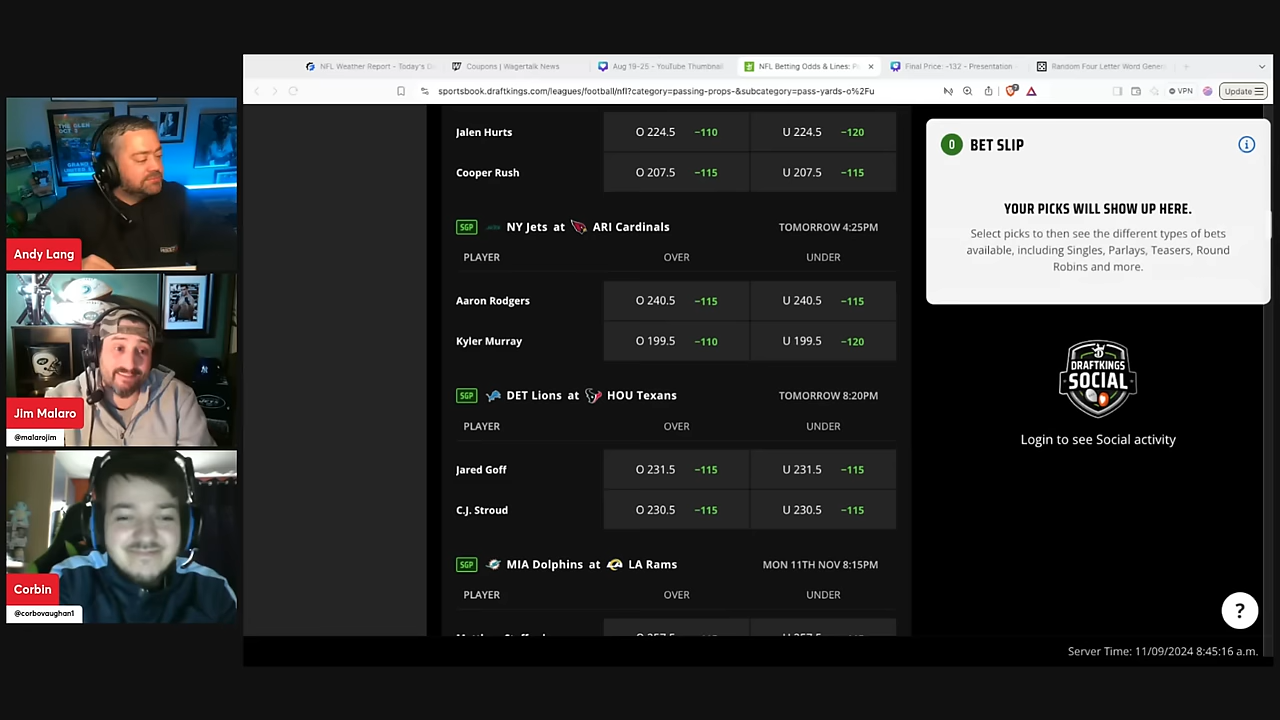 NFL Weather Report - Today's D
Coupons | Wagertalk News
Aug 19-25 - YouTube Thumbnail
NFL Betting Odds & Lines: P
Final Price: -132 - Presentation
Random Four Letter Word Gener
sportsbook.draftkings.com/leagues/football/nfl?category=passing-props-&subcategory=pass-yards-o%2Fu
VPN
Update
Andy Lang
JIm Malaro
@malarojim
Corbin
@corbovaughan1
Jalen Hurts O 224.5 −110 U 224.5 −120
Cooper Rush O 207.5 −115 U 207.5 −115
SGP NY Jets at ARI Cardinals TOMORROW 4:25PM
PLAYER OVER UNDER
Aaron Rodgers O 240.5 −115 U 240.5 −115
Kyler Murray O 199.5 −110 U 199.5 −120
SGP DET Lions at HOU Texans TOMORROW 8:20PM
PLAYER OVER UNDER
Jared Goff O 231.5 −115 U 231.5 −115
C.J. Stroud O 230.5 −115 U 230.5 −115
SGP MIA Dolphins at LA Rams MON 11TH NOV 8:15PM
PLAYER OVER UNDER
0 BET SLIP
YOUR PICKS WILL SHOW UP HERE.
Select picks to then see the different types of bets
available, including Singles, Parlays, Teasers, Round
Robins and more.
DRAFTKINGS
SOCIAL
Login to see Social activity
?
Server Time: 11/09/2024 8:45:16 a.m.